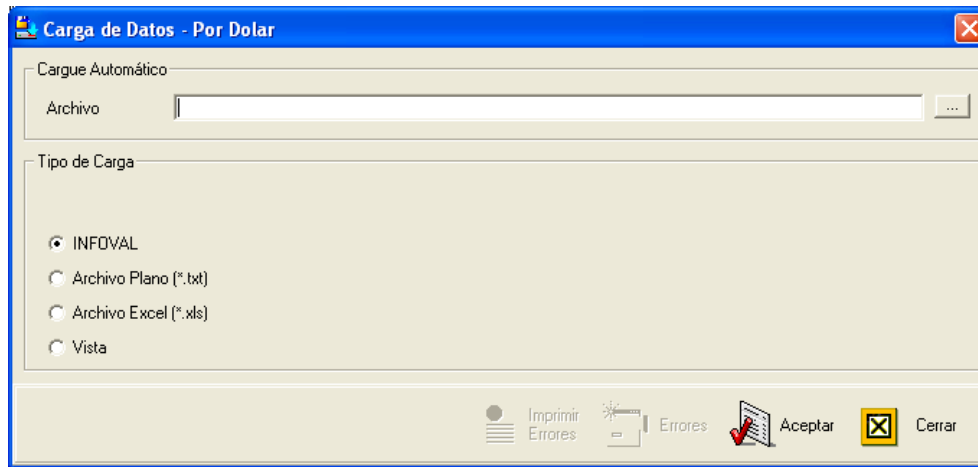 Carga de Datos - Por Dolar
Cargue Automático
Archivo
...
Tipo de Carga
INFOVAL
Archivo Plano (*.txt)
Archivo Excel (*.xls)
Vista
Imprimir
Errores
Errores
Aceptar
Cerrar